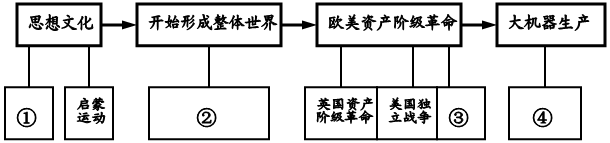 思想文化 开始形成整体世界 欧美资产阶级革命 大机器生产
① 启蒙 ② 英国资产 美国独 ③ ④
运动 阶级革命 立战争